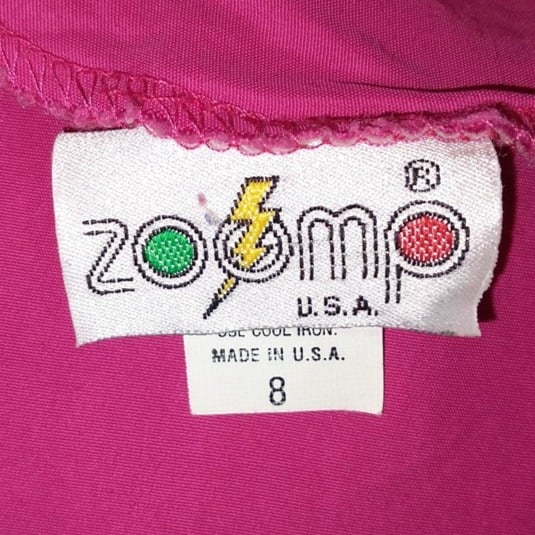 zoomp®
U.S.A.
USE COOL IRON.
MADE IN U.S.A.
8